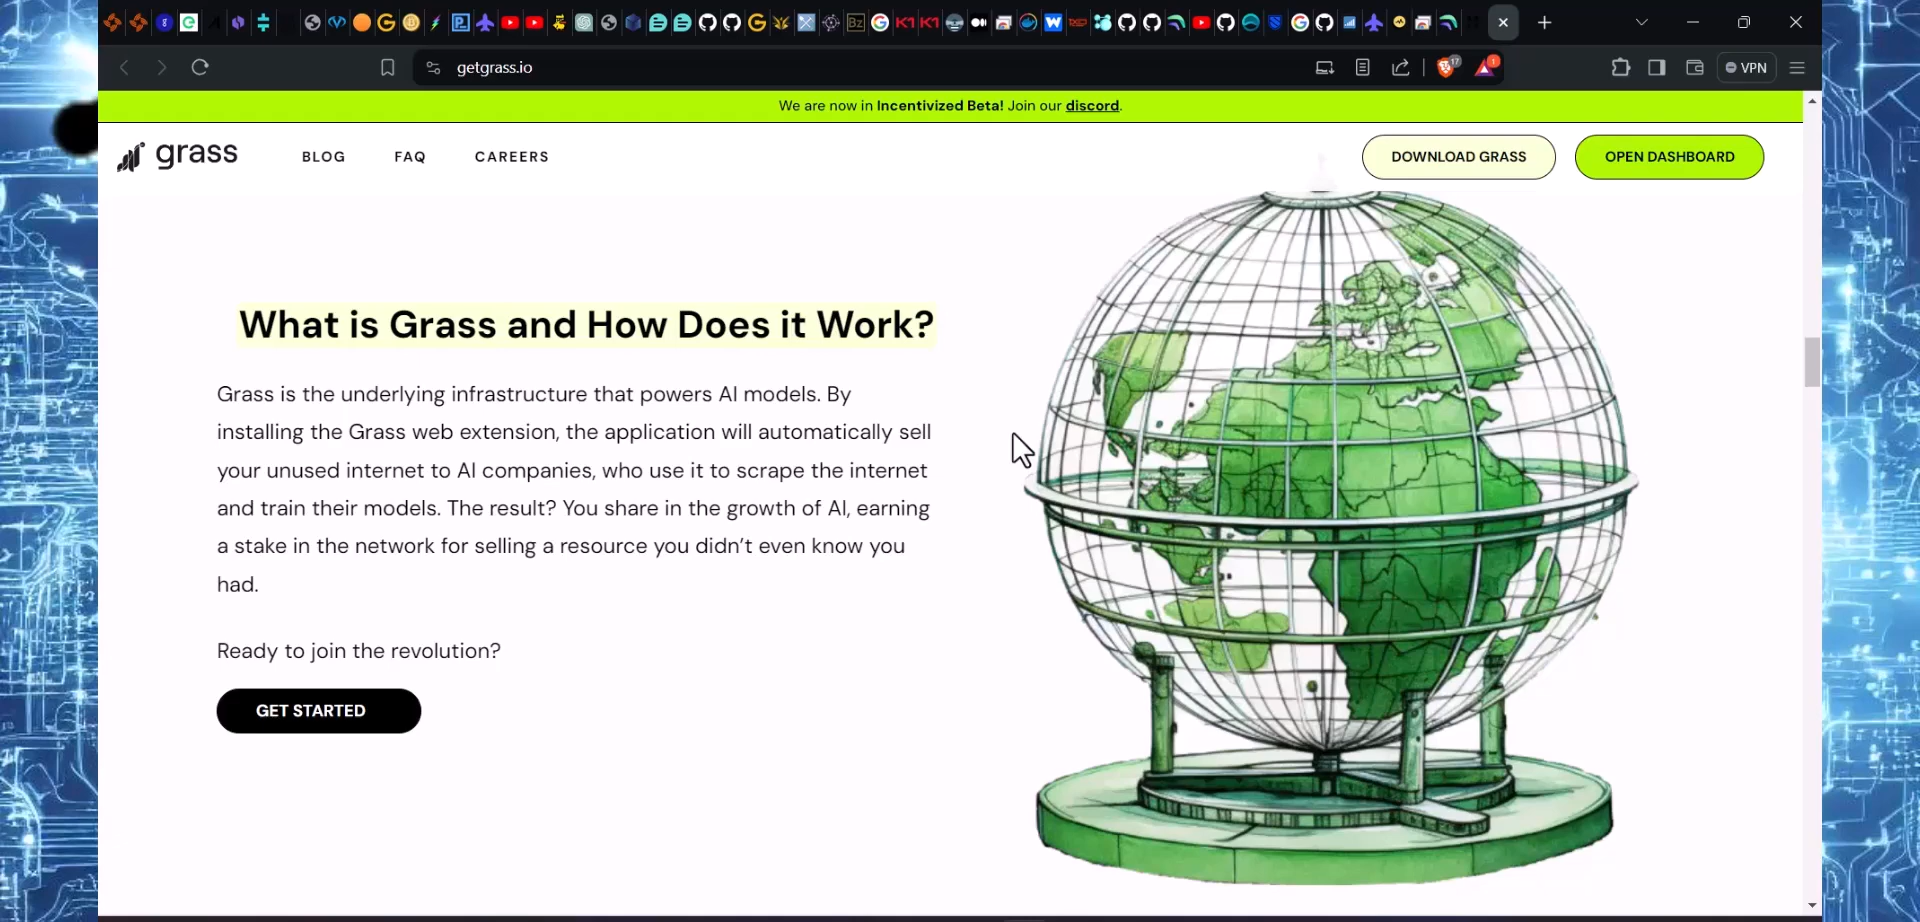 getgrass.io
17
1
VPN
We are now in Incentivized Beta! Join our discord.
grass
BLOG
FAQ
CAREERS
DOWNLOAD GRASS
OPEN DASHBOARD
What is Grass and How Does it Work?
Grass is the underlying infrastructure that powers AI models. By
installing the Grass web extension, the application will automatically sell
your unused internet to AI companies, who use it to scrape the internet
and train their models. The result? You share in the growth of AI, earning
a stake in the network for selling a resource you didn’t even know you
had.
Ready to join the revolution?
GET STARTED